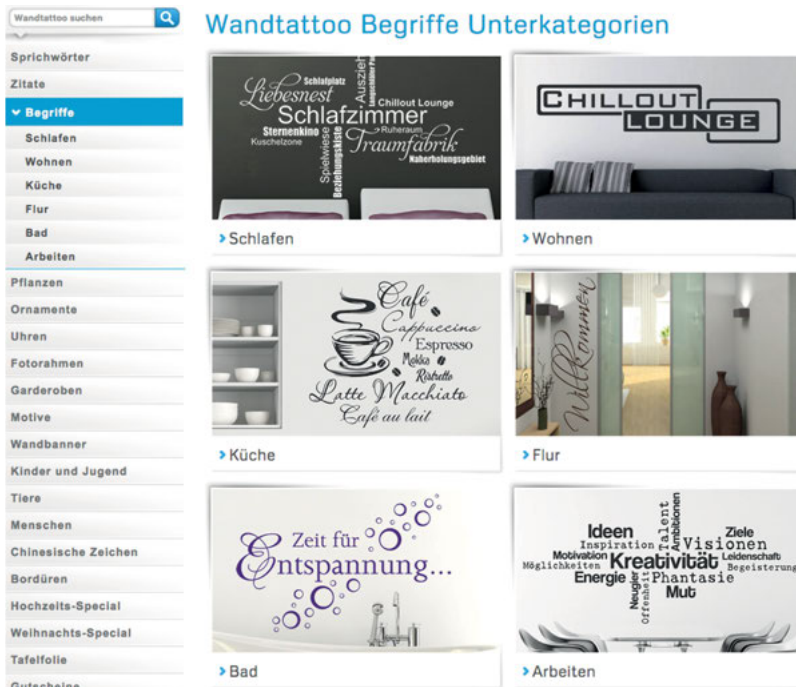 Wandtattoo suchen
Sprichwörter
Zitate
Begriffe
Schlafen
Wohnen
Küche
Flur
Bad
Arbeiten
Pflanzen
Ornamente
Uhren
Fotorahmen
Garderoben
Motive
Wandbanner
Kinder und Jugend
Tiere
Menschen
Chinesische Zeichen
Bordüren
Hochzeits-Special
Weihnachts-Special
Tafelfolie
Gutscheine
Wandtattoo Begriffe Unterkategorien
Schlafplatz
Liebesnest
Chillout Lounge
Schlafzimmer
Sternenkino
Ruheraum
Kuschelzone
Traumfabrik
Naherholungsgebiet
Spielwiese
Beziehungskiste
Schlafen
CHILLOUT
LOUNGE
Wohnen
Café
Cappuccino
Espresso
Mokka
Ristretto
Latte Macchiato
Café au lait
Küche
Willkommen
Flur
Zeit für
Entspannung...
Bad
Talent
Ambitionen
Ideen
Ziele
Inspiration
Visionen
Motivation
Leidenschaft
Möglichkeiten
Kreativität
Begeisterung
Energie
Phantasie
Neugier
Offenheit
Mut
Arbeiten